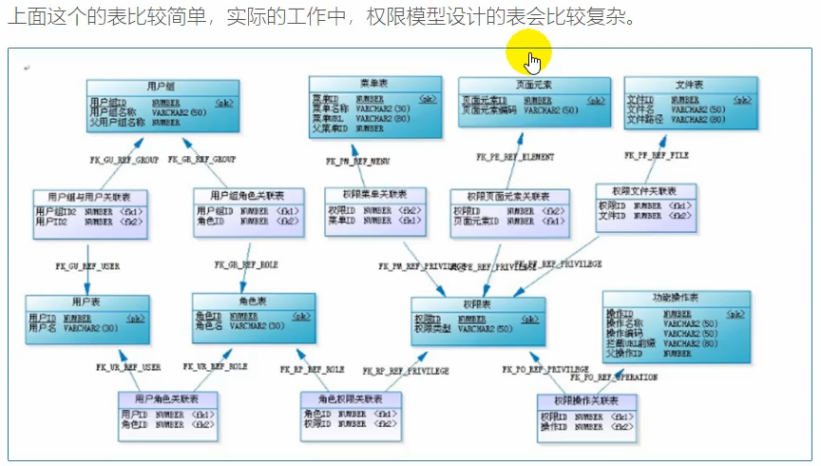 上面这个的表比较简单，实际的工作中，权限模型设计的表会比较复杂。
用户组
用户组ID NUMBER <pk>
用户组名称 VARCHAR2(50)
父用户组名称 NUMBER
菜单表
菜单ID NUMBER <pk>
菜单名称 VARCHAR2(30)
菜单URL VARCHAR2(80)
父菜单ID NUMBER
页面元素
页面元素ID NUMBER <pk>
页面元素编码 VARCHAR2(50)
文件表
文件ID NUMBER <pk>
文件名 VARCHAR2(50)
文件路径 VARCHAR2(80)
FK_GU_REF_GROUP
FK_GR_REF_GROUP
FK_PM_REF_MENU
FK_PE_REF_ELEMENT
FK_PF_REF_FILE
用户组与用户关联表
用户组ID2 NUMBER <fk1>
用户ID2 NUMBER <fk2>
用户组角色关联表
用户组ID NUMBER <fk1>
角色ID NUMBER <fk2>
权限菜单关联表
权限ID NUMBER <fk2>
菜单ID NUMBER <fk1>
权限页面元素关联表
权限ID NUMBER <fk2>
页面元素ID NUMBER <fk1>
权限文件关联表
权限ID NUMBER <fk1>
文件ID NUMBER <fk2>
FK_GU_REF_USER
FK_GR_REF_ROLE
FK_PM_REF_PRIVILEGE
FK_PE_REF_PRIVILEGE
FK_PF_REF_PRIVILEGE
用户表
用户ID NUMBER <pk>
用户名 VARCHAR2(30)
角色表
角色ID NUMBER <pk>
角色名 VARCHAR2(30)
权限表
权限ID NUMBER <pk>
权限类型 VARCHAR2(50)
功能操作表
操作ID NUMBER <pk>
操作名称 VARCHAR2(50)
操作编码 VARCHAR2(50)
拦截URL前缀 VARCHAR2(80)
父操作ID NUMBER
FK_UR_REF_USER
FK_UR_REF_ROLE
FK_RP_REF_ROLE
FK_RP_REF_PRIVILEGE
FK_PO_REF_PRIVILEGE
FK_PO_REF_OPERATION
用户角色关联表
用户ID NUMBER <fk1>
角色ID NUMBER <fk2>
角色权限关联表
角色ID NUMBER <fk1>
权限ID NUMBER <fk2>
权限操作关联表
权限ID NUMBER <fk1>
操作ID NUMBER <fk2>